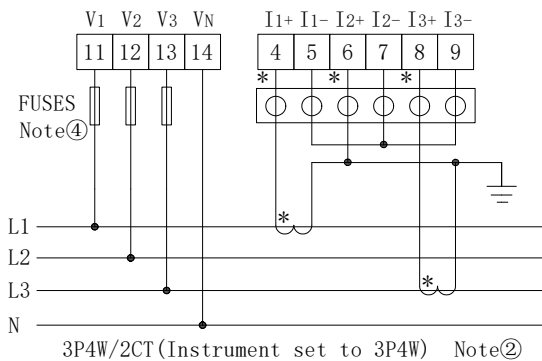 V1 V2 V3 VN I1+ I1- I2+ I2- I3+ I3-
11 12 13 14 4 5 6 7 8 9
* * *
FUSES
Note④
L1 *
L2
L3 *
N
3P4W/2CT(Instrument set to 3P4W) Note②